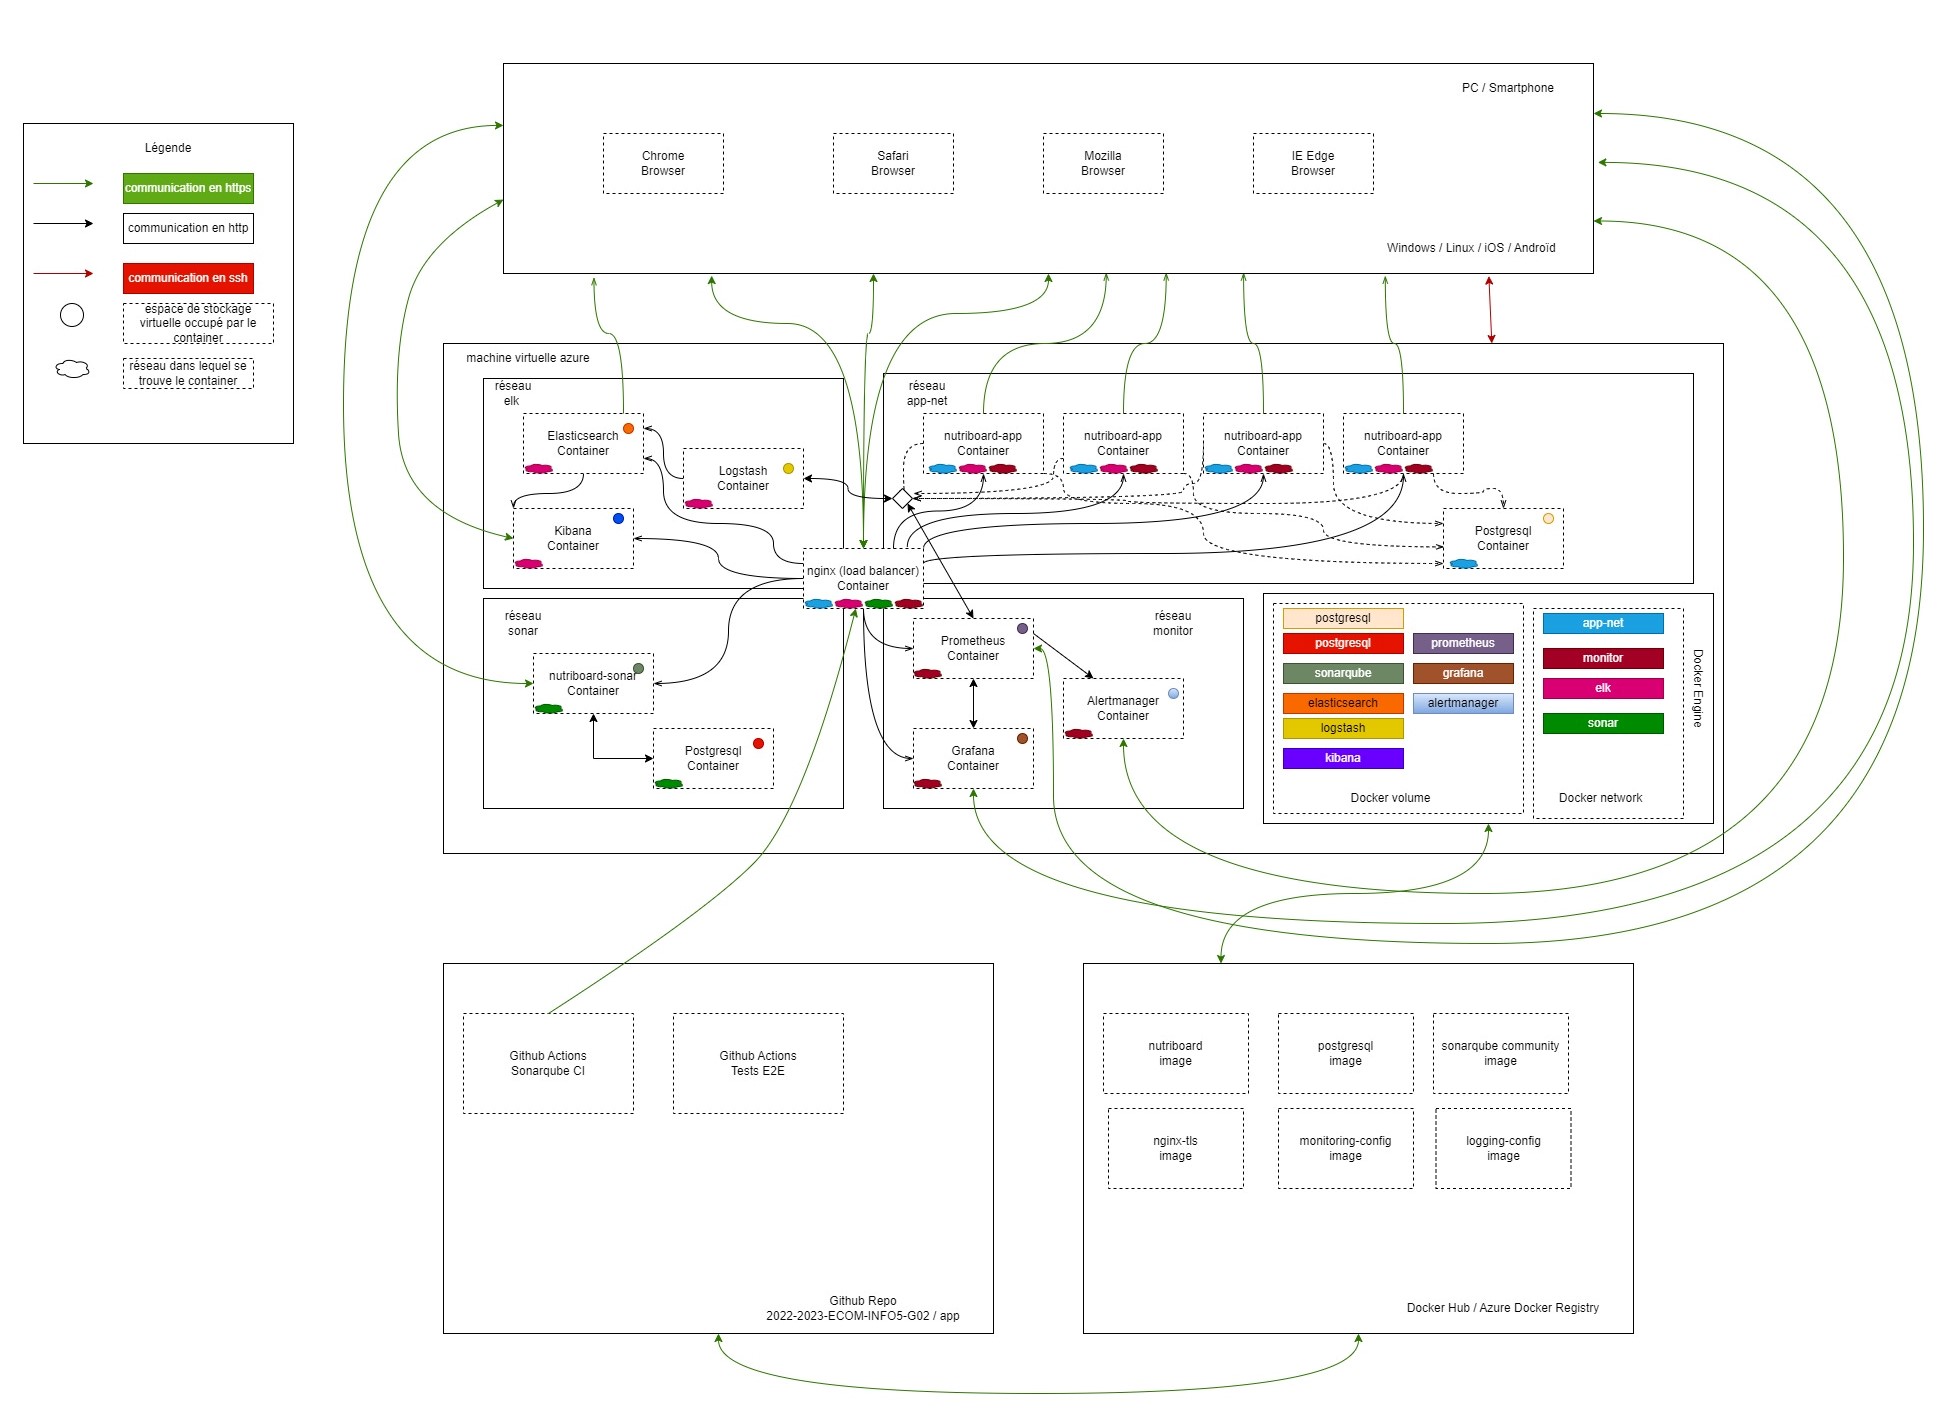 PC / Smartphone
Chrome
Browser
Safari
Browser
Mozilla
Browser
IE Edge
Browser
Windows / Linux / iOS / Androïd
Légende
communication en https
communication en http
communication en ssh
espace de stockage
virtuelle occupé par le
container
réseau dans lequel se
trouve le container
machine virtuelle azure
réseau
elk
Elasticsearch
Container
Logstash
Container
Kibana
Container
réseau
app-net
nutriboard-app
Container
nutriboard-app
Container
nutriboard-app
Container
nutriboard-app
Container
Postgresql
Container
nginx (load balancer)
Container
réseau
sonar
nutriboard-sonar
Container
Postgresql
Container
réseau
monitor
Prometheus
Container
Alertmanager
Container
Grafana
Container
postgresql
postgresql
prometheus
sonarqube
grafana
elasticsearch
alertmanager
logstash
kibana
Docker volume
app-net
monitor
elk
sonar
Docker network
Docker Engine
Github Actions
Sonarqube CI
Github Actions
Tests E2E
Github Repo
2022-2023-ECOM-INFO5-G02 / app
nutriboard
image
postgresql
image
sonarqube community
image
nginx-tls
image
monitoring-config
image
logging-config
image
Docker Hub / Azure Docker Registry